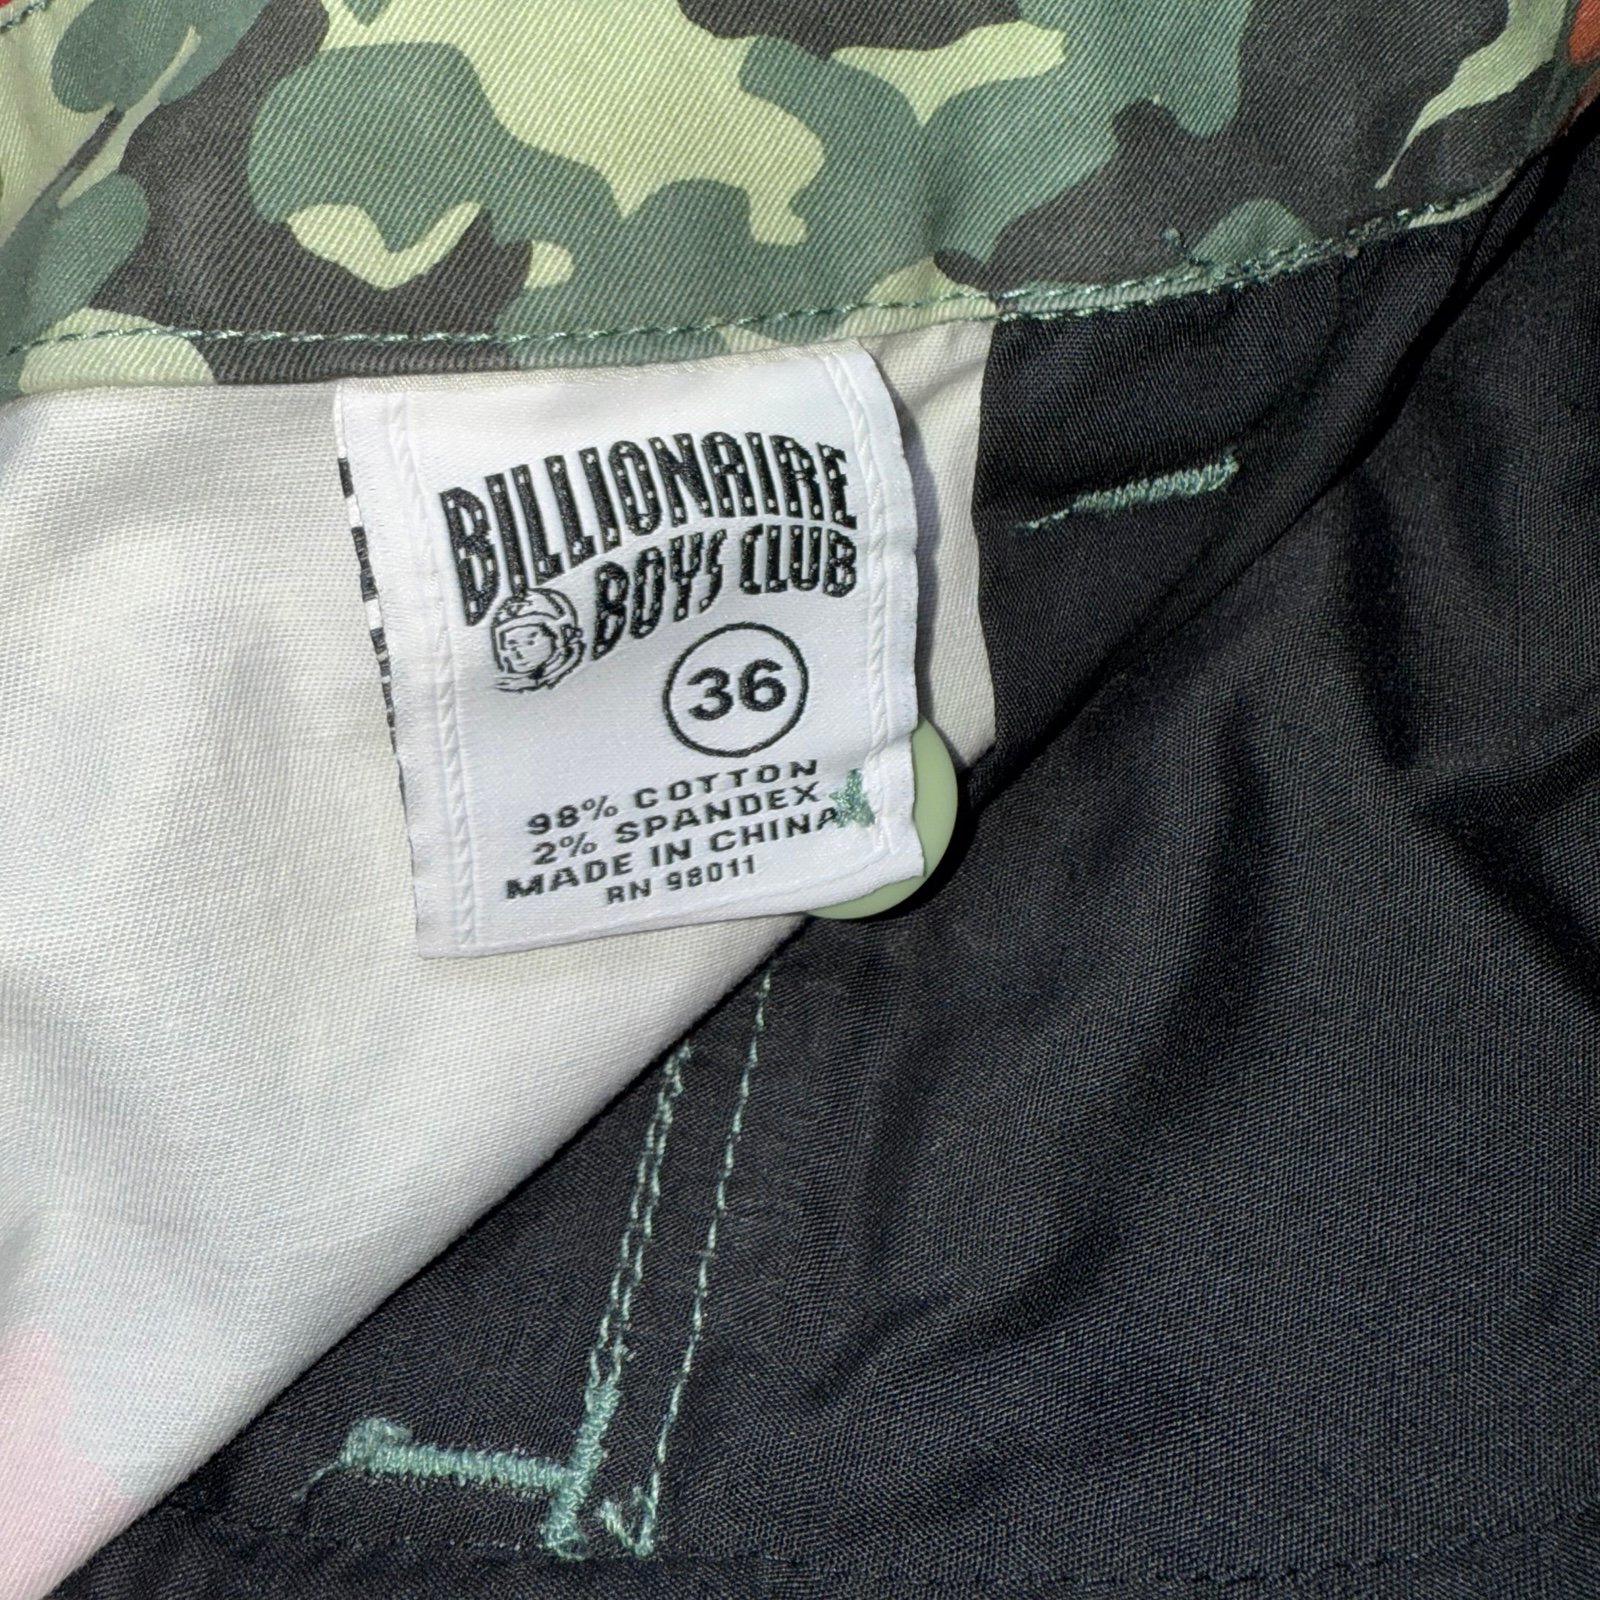 BILLIONAIRE
BOYS CLUB
36
98% COTTON
2% SPANDEX
MADE IN CHINA
RN 98011